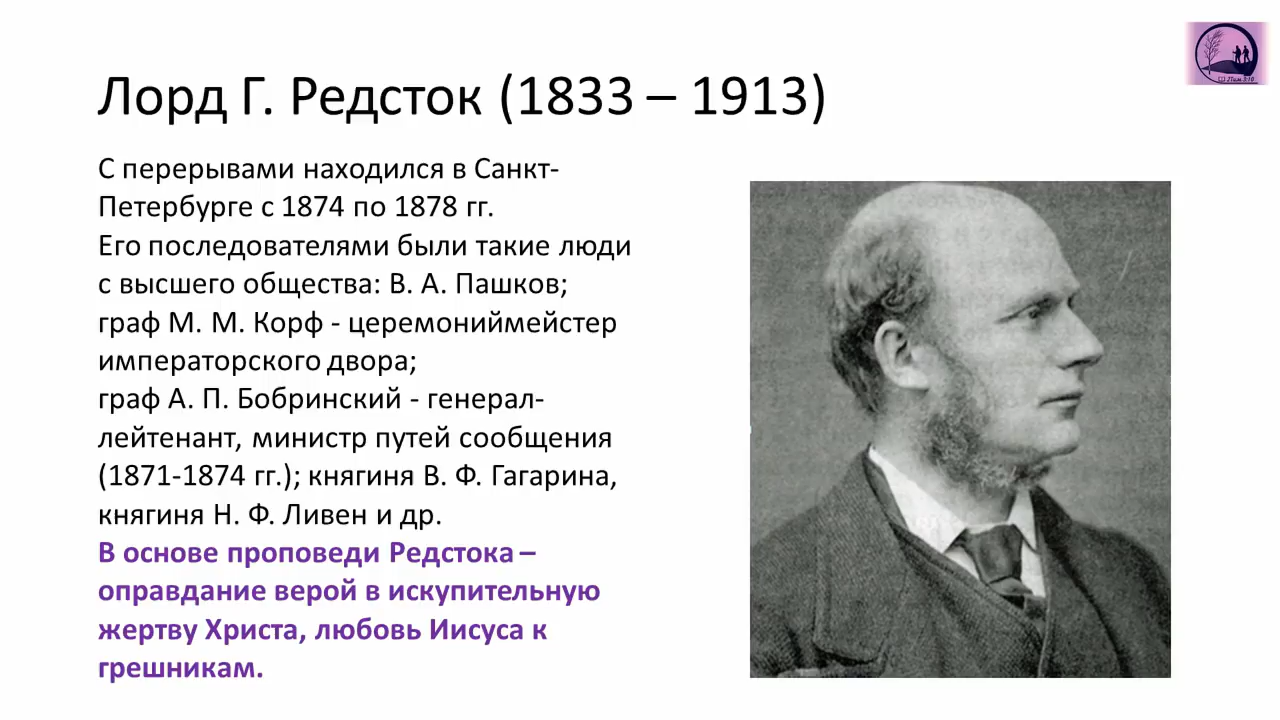 Лорд Г. Редсток (1833 – 1913)
С перерывами находился в Санкт-
Петербурге с 1874 по 1878 гг.
Его последователями были такие люди
с высшего общества: В. А. Пашков;
граф М. М. Корф - церемониймейстер
императорского двора;
граф А. П. Бобринский - генерал-
лейтенант, министр путей сообщения
(1871-1874 гг.); княгиня В. Ф. Гагарина,
княгиня Н. Ф. Ливен и др.
В основе проповеди Редстока –
оправдание верой в искупительную
жертву Христа, любовь Иисуса к
грешникам.